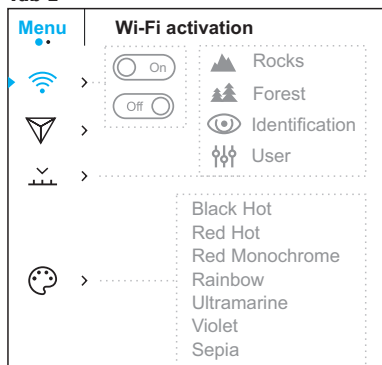 Menu Wi-Fi activation
On
Off
Rocks
Forest
Identification
User
Black Hot
Red Hot
Red Monochrome
Rainbow
Ultramarine
Violet
Sepia